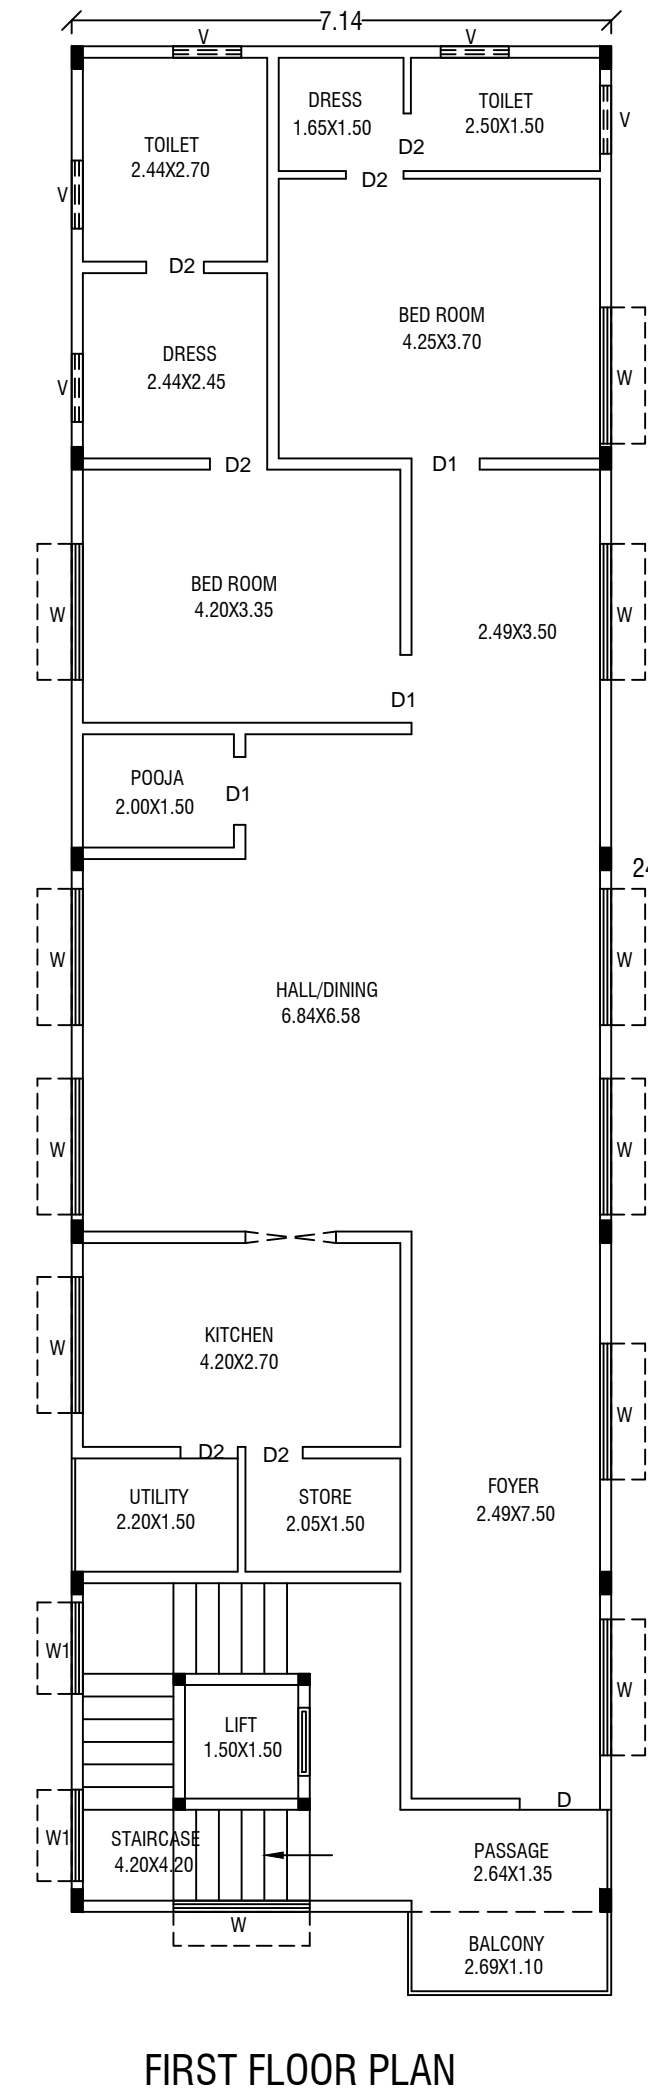 7.14
V
V
DRESS
1.65X1.50
TOILET
2.50X1.50
V
D2
TOILET
2.44X2.70
D2
V
D2
BED ROOM
4.25X3.70
DRESS
2.44X2.45
V
W
D2
D1
BED ROOM
4.20X3.35
W
W
2.49X3.50
D1
POOJA
2.00X1.50
D1
24
W
W
HALL/DINING
6.84X6.58
W
W
KITCHEN
4.20X2.70
W
W
D2
D2
UTILITY
2.20X1.50
STORE
2.05X1.50
FOYER
2.49X7.50
W1
W
LIFT
1.50X1.50
D
W1
STAIRCASE
4.20X4.20
PASSAGE
2.64X1.35
W
BALCONY
2.69X1.10
FIRST FLOOR PLAN